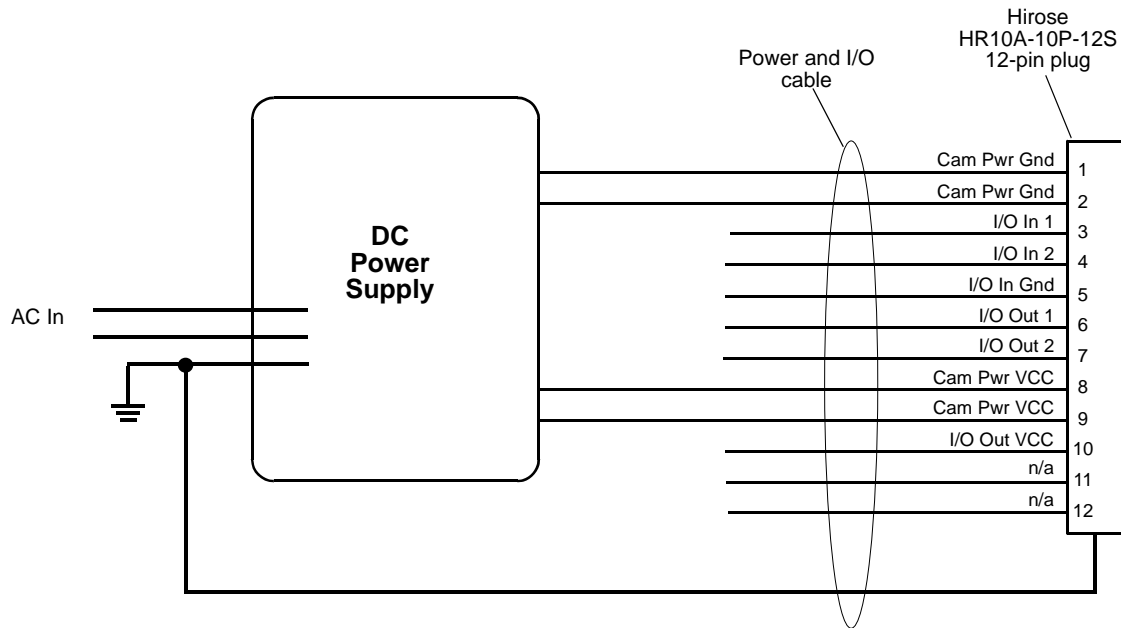 Hirose
HR10A-10P-12S
12-pin plug
Power and I/O
cable
DC
Power
Supply
AC In
Cam Pwr Gnd
1
Cam Pwr Gnd
2
I/O In 1
3
I/O In 2
4
I/O In Gnd
5
I/O Out 1
6
I/O Out 2
7
Cam Pwr VCC
8
Cam Pwr VCC
9
I/O Out VCC
10
n/a
11
n/a
12